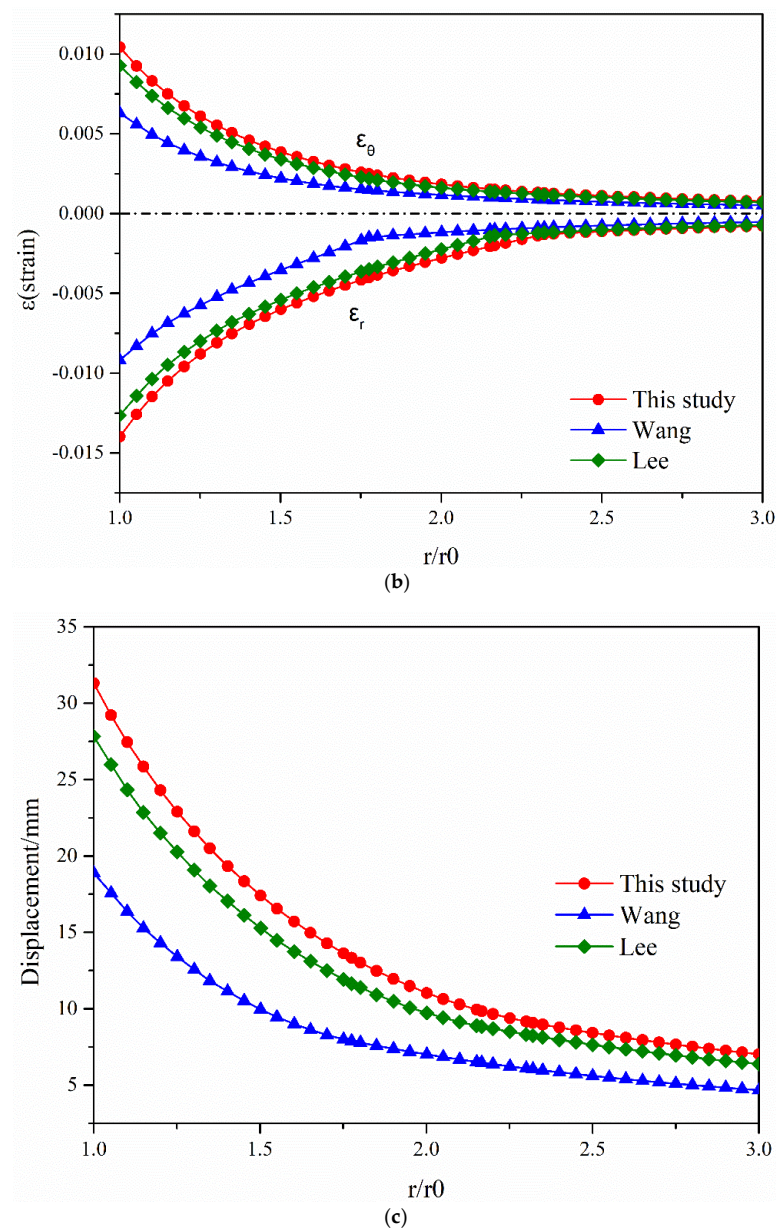 0.010
0.005
0.000
-0.005
-0.010
-0.015
ε(strain)
εθ
εr
This study
Wang
Lee
1.0 1.5 2.0 2.5 3.0
r/r0
(b)
35
30
25
20
15
10
5
Displacement/mm
This study
Wang
Lee
1.0 1.5 2.0 2.5 3.0
r/r0
(c)